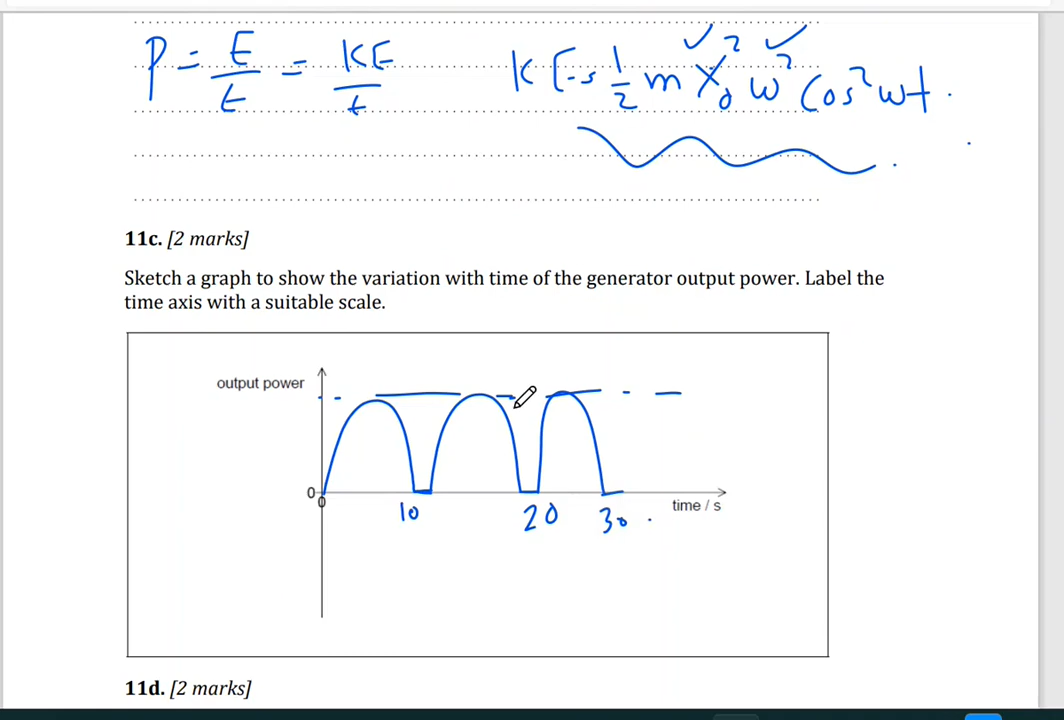 P = E/t = KE/t KE = 1/2 m x₀² ω² cos² ωt.
11c. [2 marks]
Sketch a graph to show the variation with time of the generator output power. Label the
time axis with a suitable scale.
output power
0
0
10 20 30
time / s
11d. [2 marks]